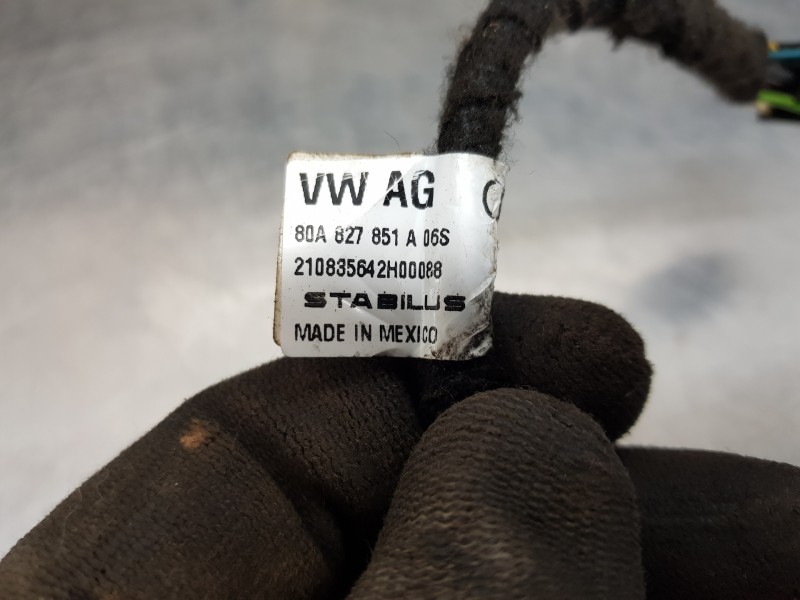 VW AG
80A 827 851 A 06S
210835642H00088
STABILUS
MADE IN MEXICO